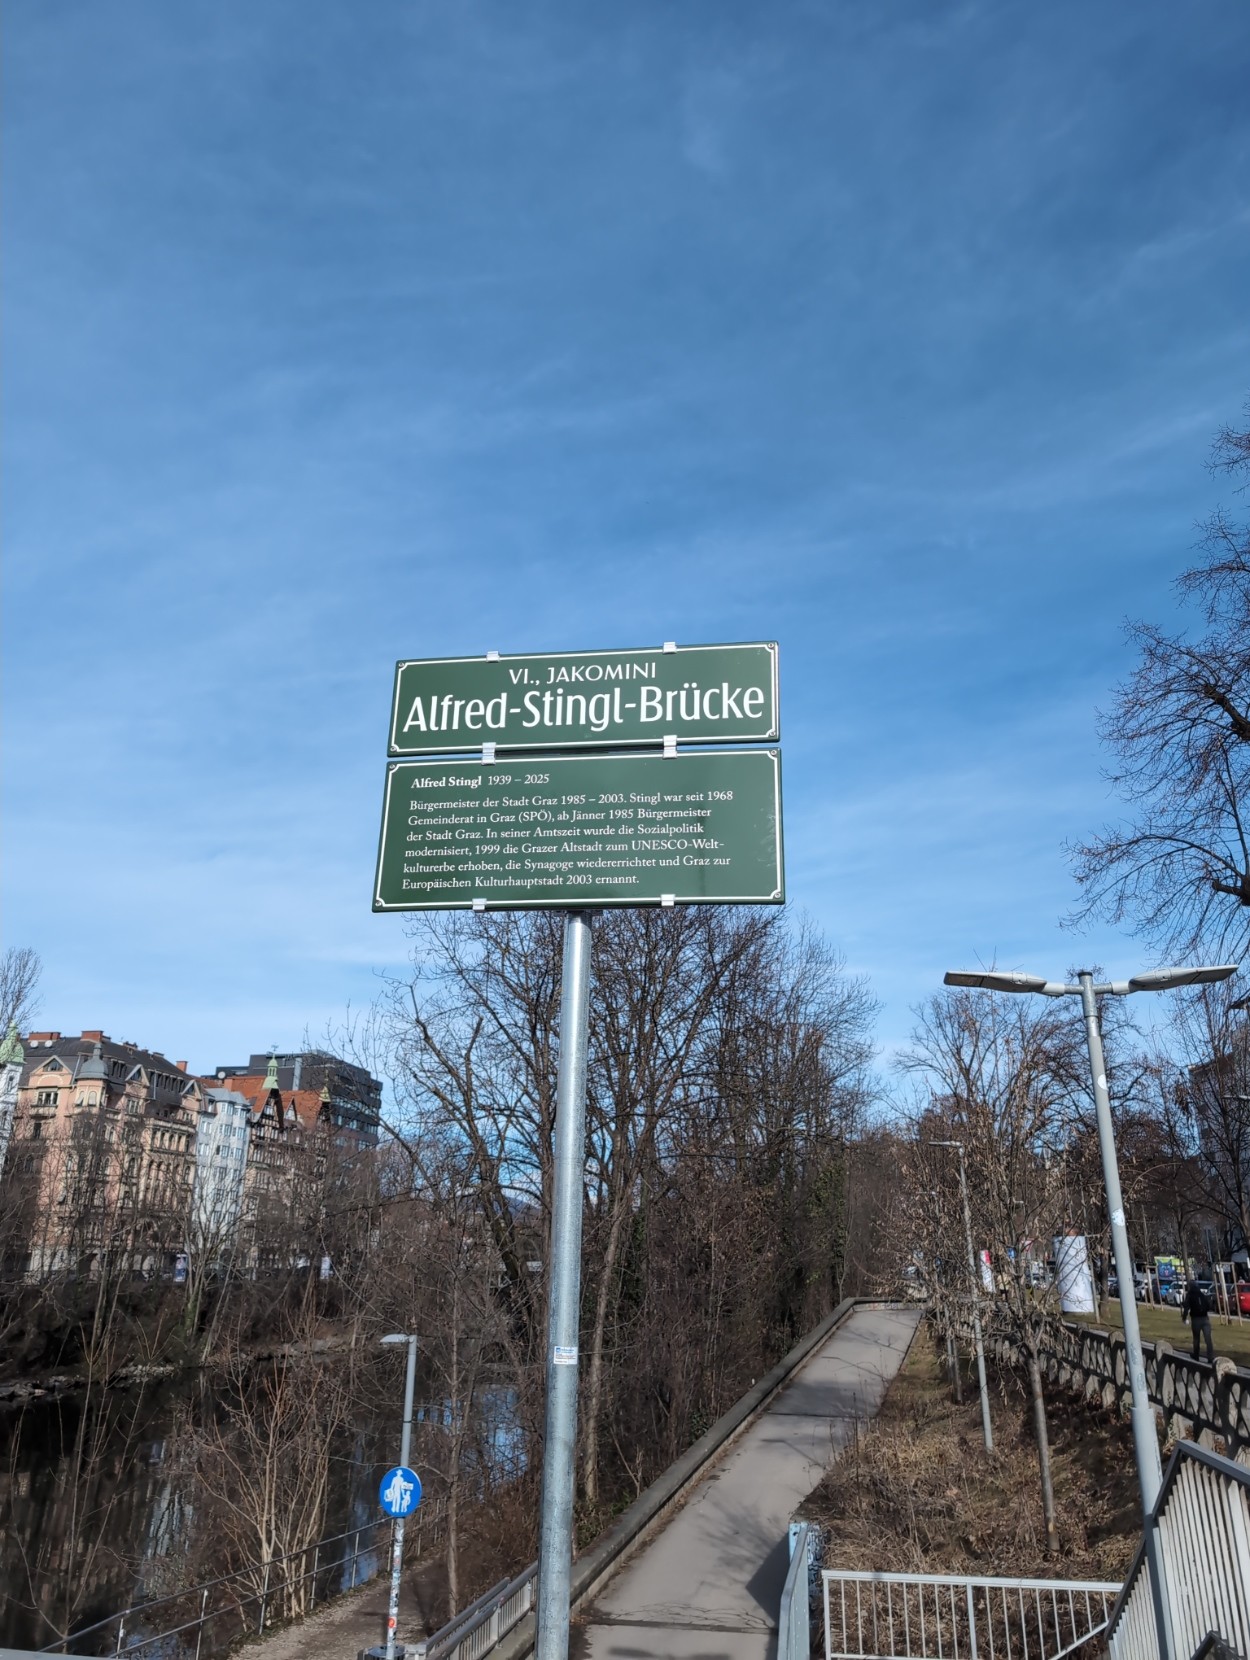 VI., JAKOMINI
Alfred-Stingl-Brücke
Alfred Stingl 1939 – 2025
Bürgermeister der Stadt Graz 1985 – 2003. Stingl war seit 1968
Gemeinderat in Graz (SPÖ), ab Jänner 1985 Bürgermeister
der Stadt Graz. In seiner Amtszeit wurde die Sozialpolitik
modernisiert, 1999 die Grazer Altstadt zum UNESCO-Welt-
kulturerbe erhoben, die Synagoge wiedererrichtet und Graz zur
Europäischen Kulturhauptstadt 2003 ernannt.